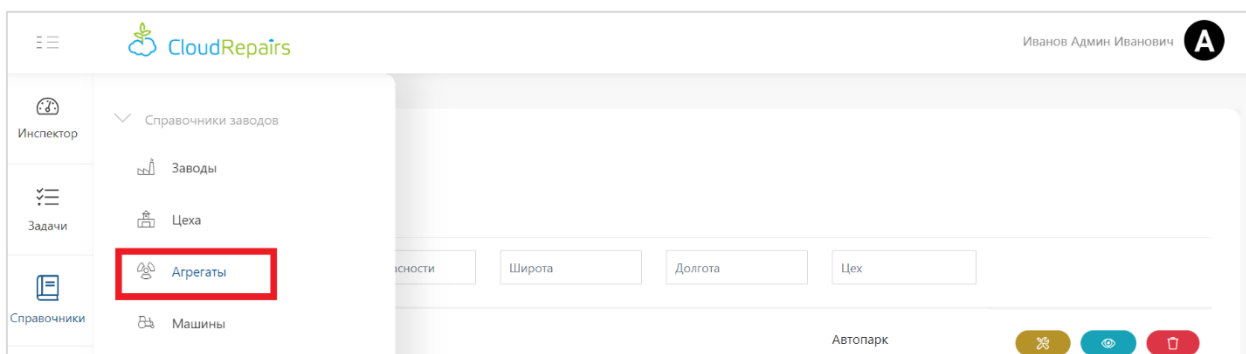 CloudRepairs
Иванов Админ Иванович
A
Инспектор
Задачи
Справочники
Справочники заводов
Заводы
Цеха
Агрегаты
Машины
Широта
Долгота
Цех
Автопарк